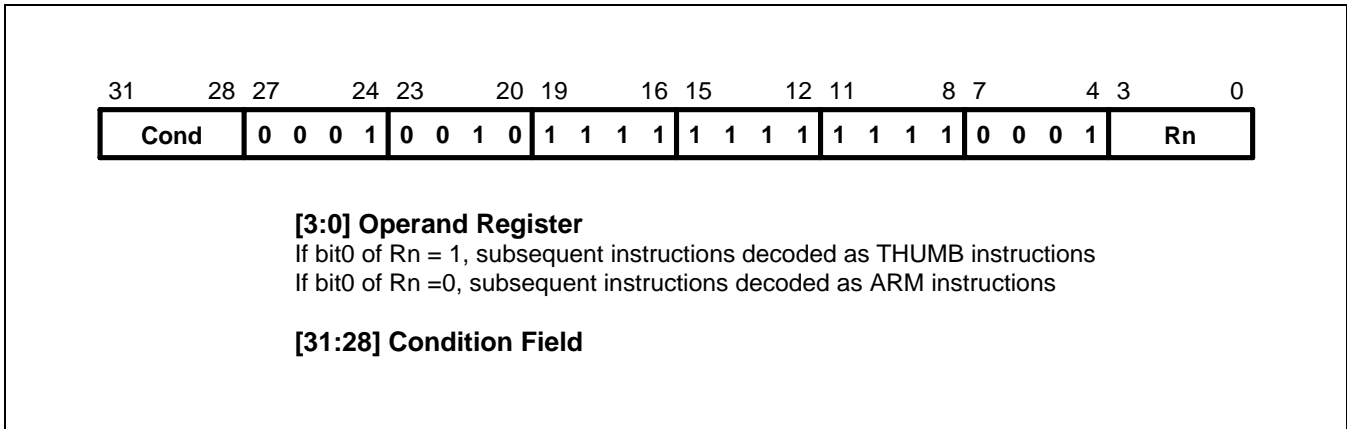 31 28 27 24 23 20 19 16 15 12 11 8 7 4 3 0
Cond 0 0 0 1 0 0 1 0 1 1 1 1 1 1 1 1 1 1 1 1 0 0 0 1 Rn
[3:0] Operand Register
If bit0 of Rn = 1, subsequent instructions decoded as THUMB instructions
If bit0 of Rn =0, subsequent instructions decoded as ARM instructions
[31:28] Condition Field